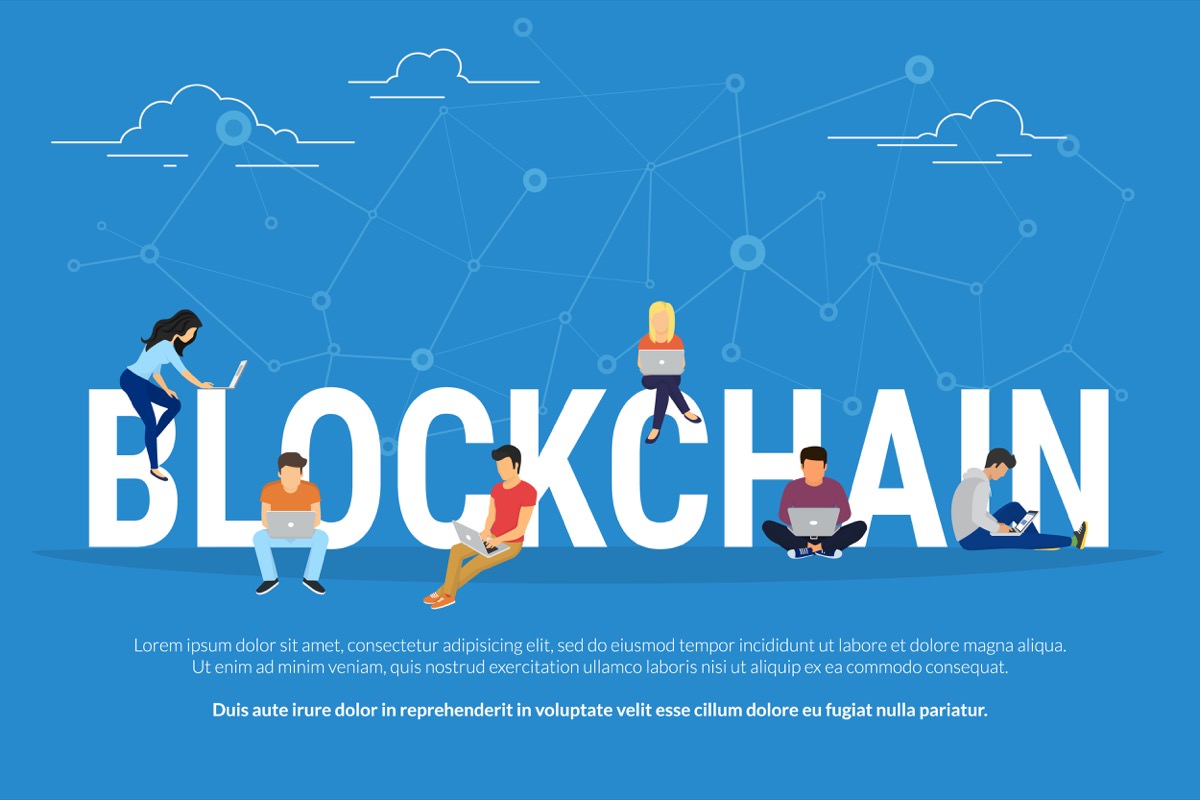 BLOCKCHAIN
Lorem ipsum dolor sit amet, consectetur adipisicing elit, sed do eiusmod tempor incididunt ut labore et dolore magna aliqua.
Ut enim ad minim veniam, quis nostrud exercitation ullamco laboris nisi ut aliquip ex ea commodo consequat.
Duis aute irure dolor in reprehenderit in voluptate velit esse cillum dolore eu fugiat nulla pariatur.